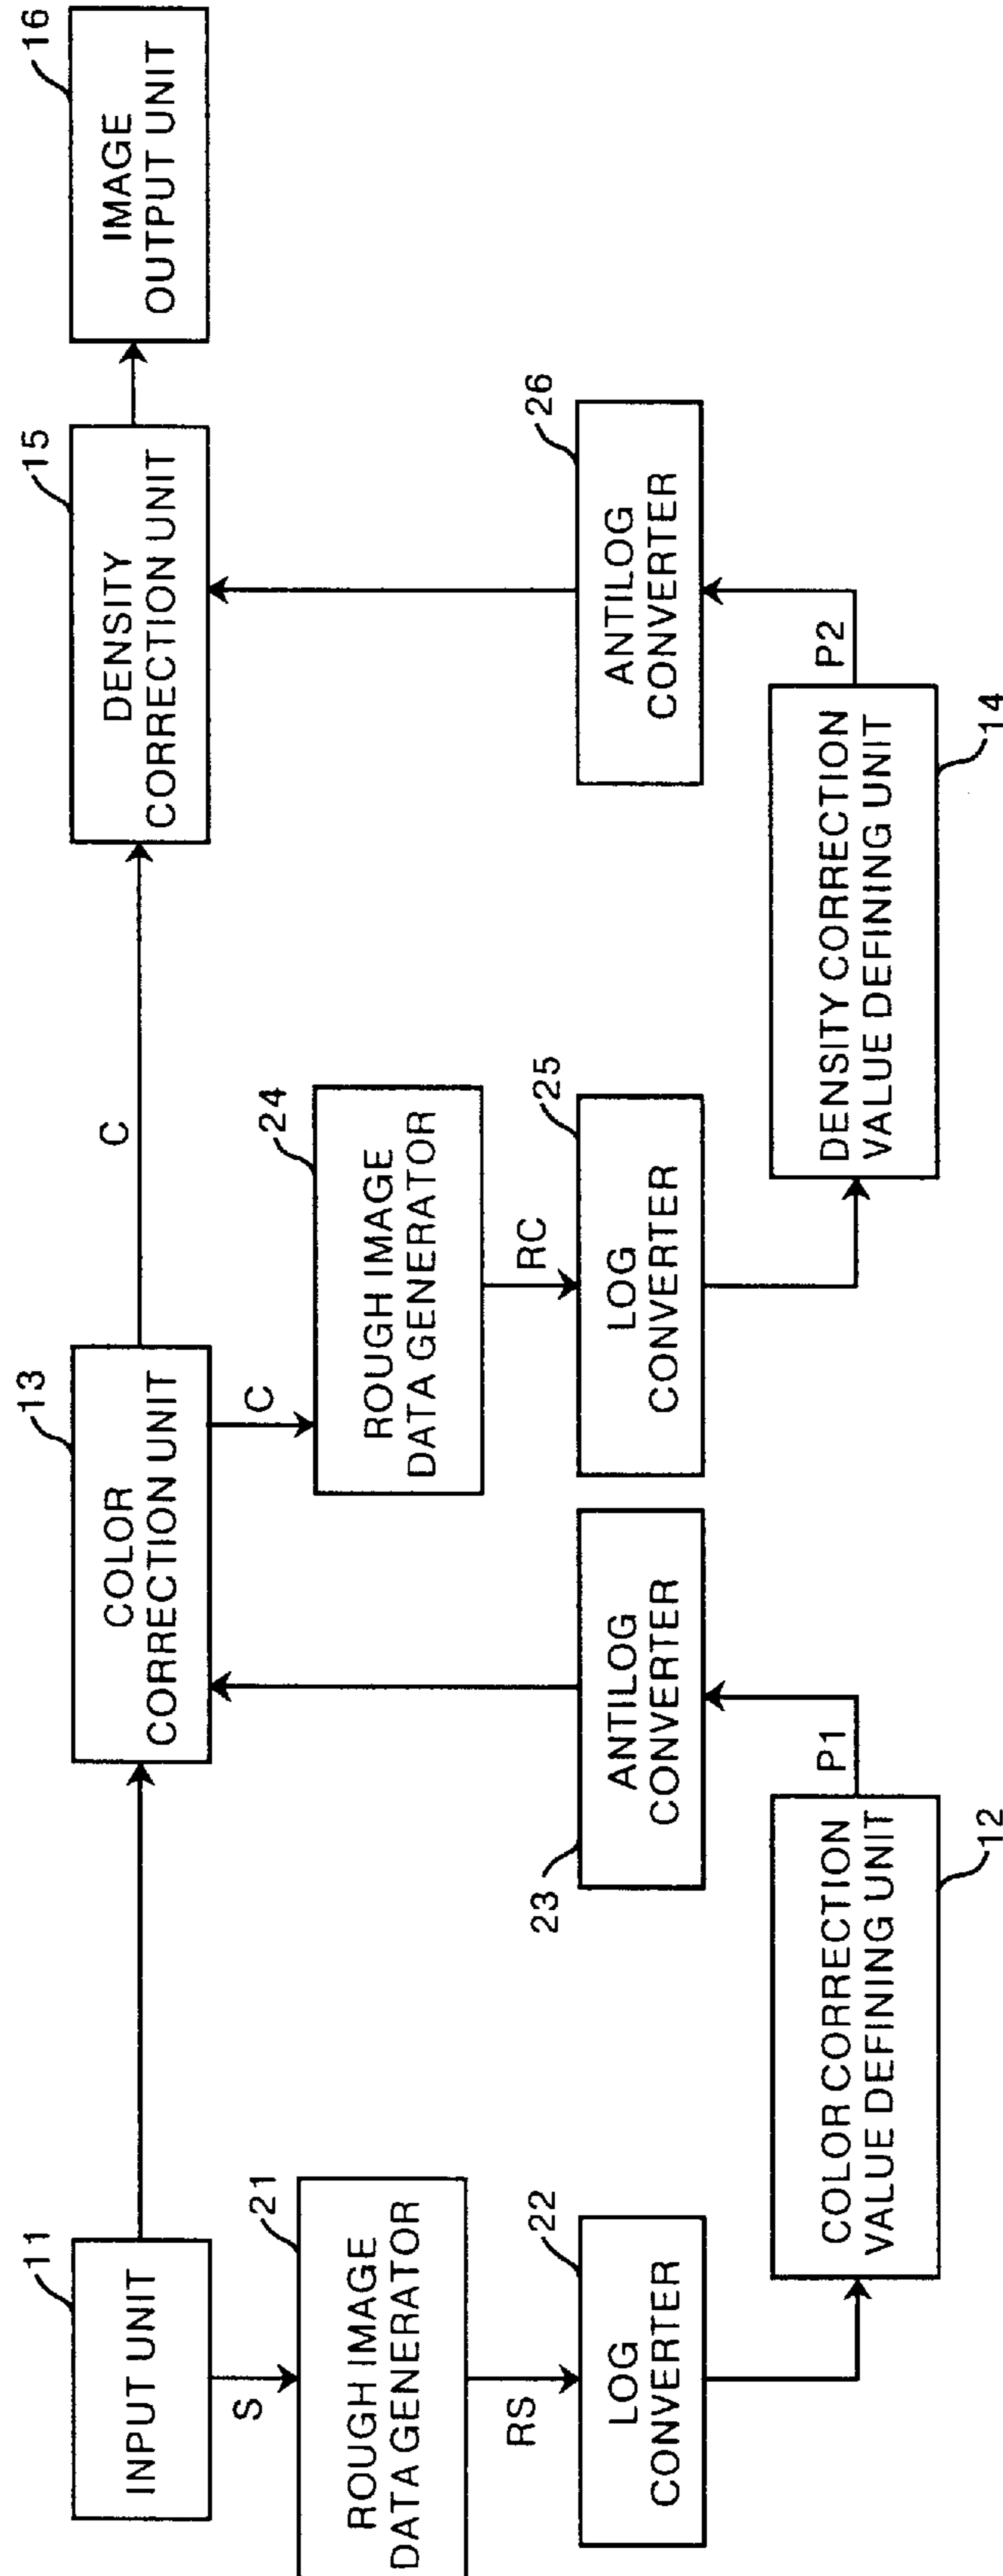 11
INPUT UNIT
S
21
ROUGH IMAGE
DATA GENERATOR
RS
22
LOG
CONVERTER
COLOR CORRECTION
VALUE DEFINING UNIT
12
P1
23
ANTILOG
CONVERTER
13
COLOR
CORRECTION UNIT
C
C
24
ROUGH IMAGE
DATA GENERATOR
RC
25
LOG
CONVERTER
DENSITY CORRECTION
VALUE DEFINING UNIT
14
P2
26
ANTILOG
CONVERTER
15
DENSITY
CORRECTION UNIT
16
IMAGE
OUTPUT UNIT